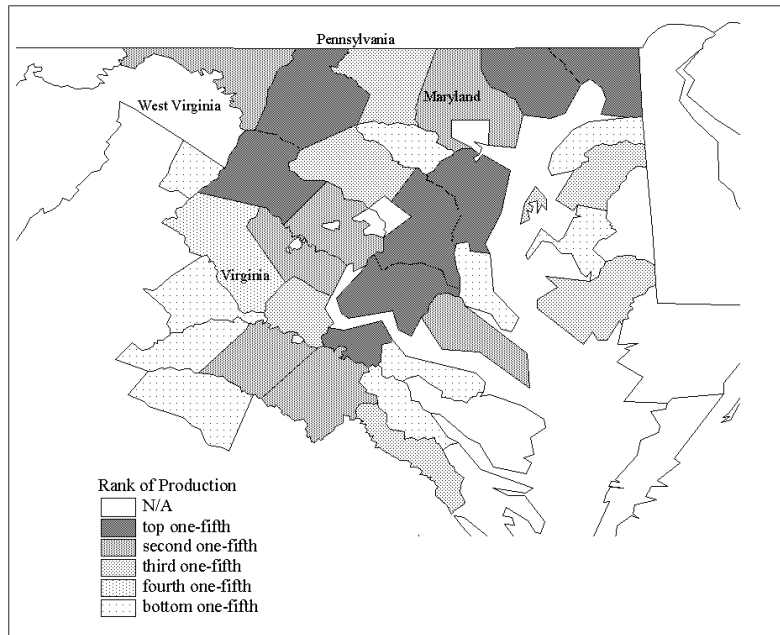 Pennsylvania
West Virginia
Maryland
Virginia
Rank of Production
N/A
top one-fifth
second one-fifth
third one-fifth
fourth one-fifth
bottom one-fifth